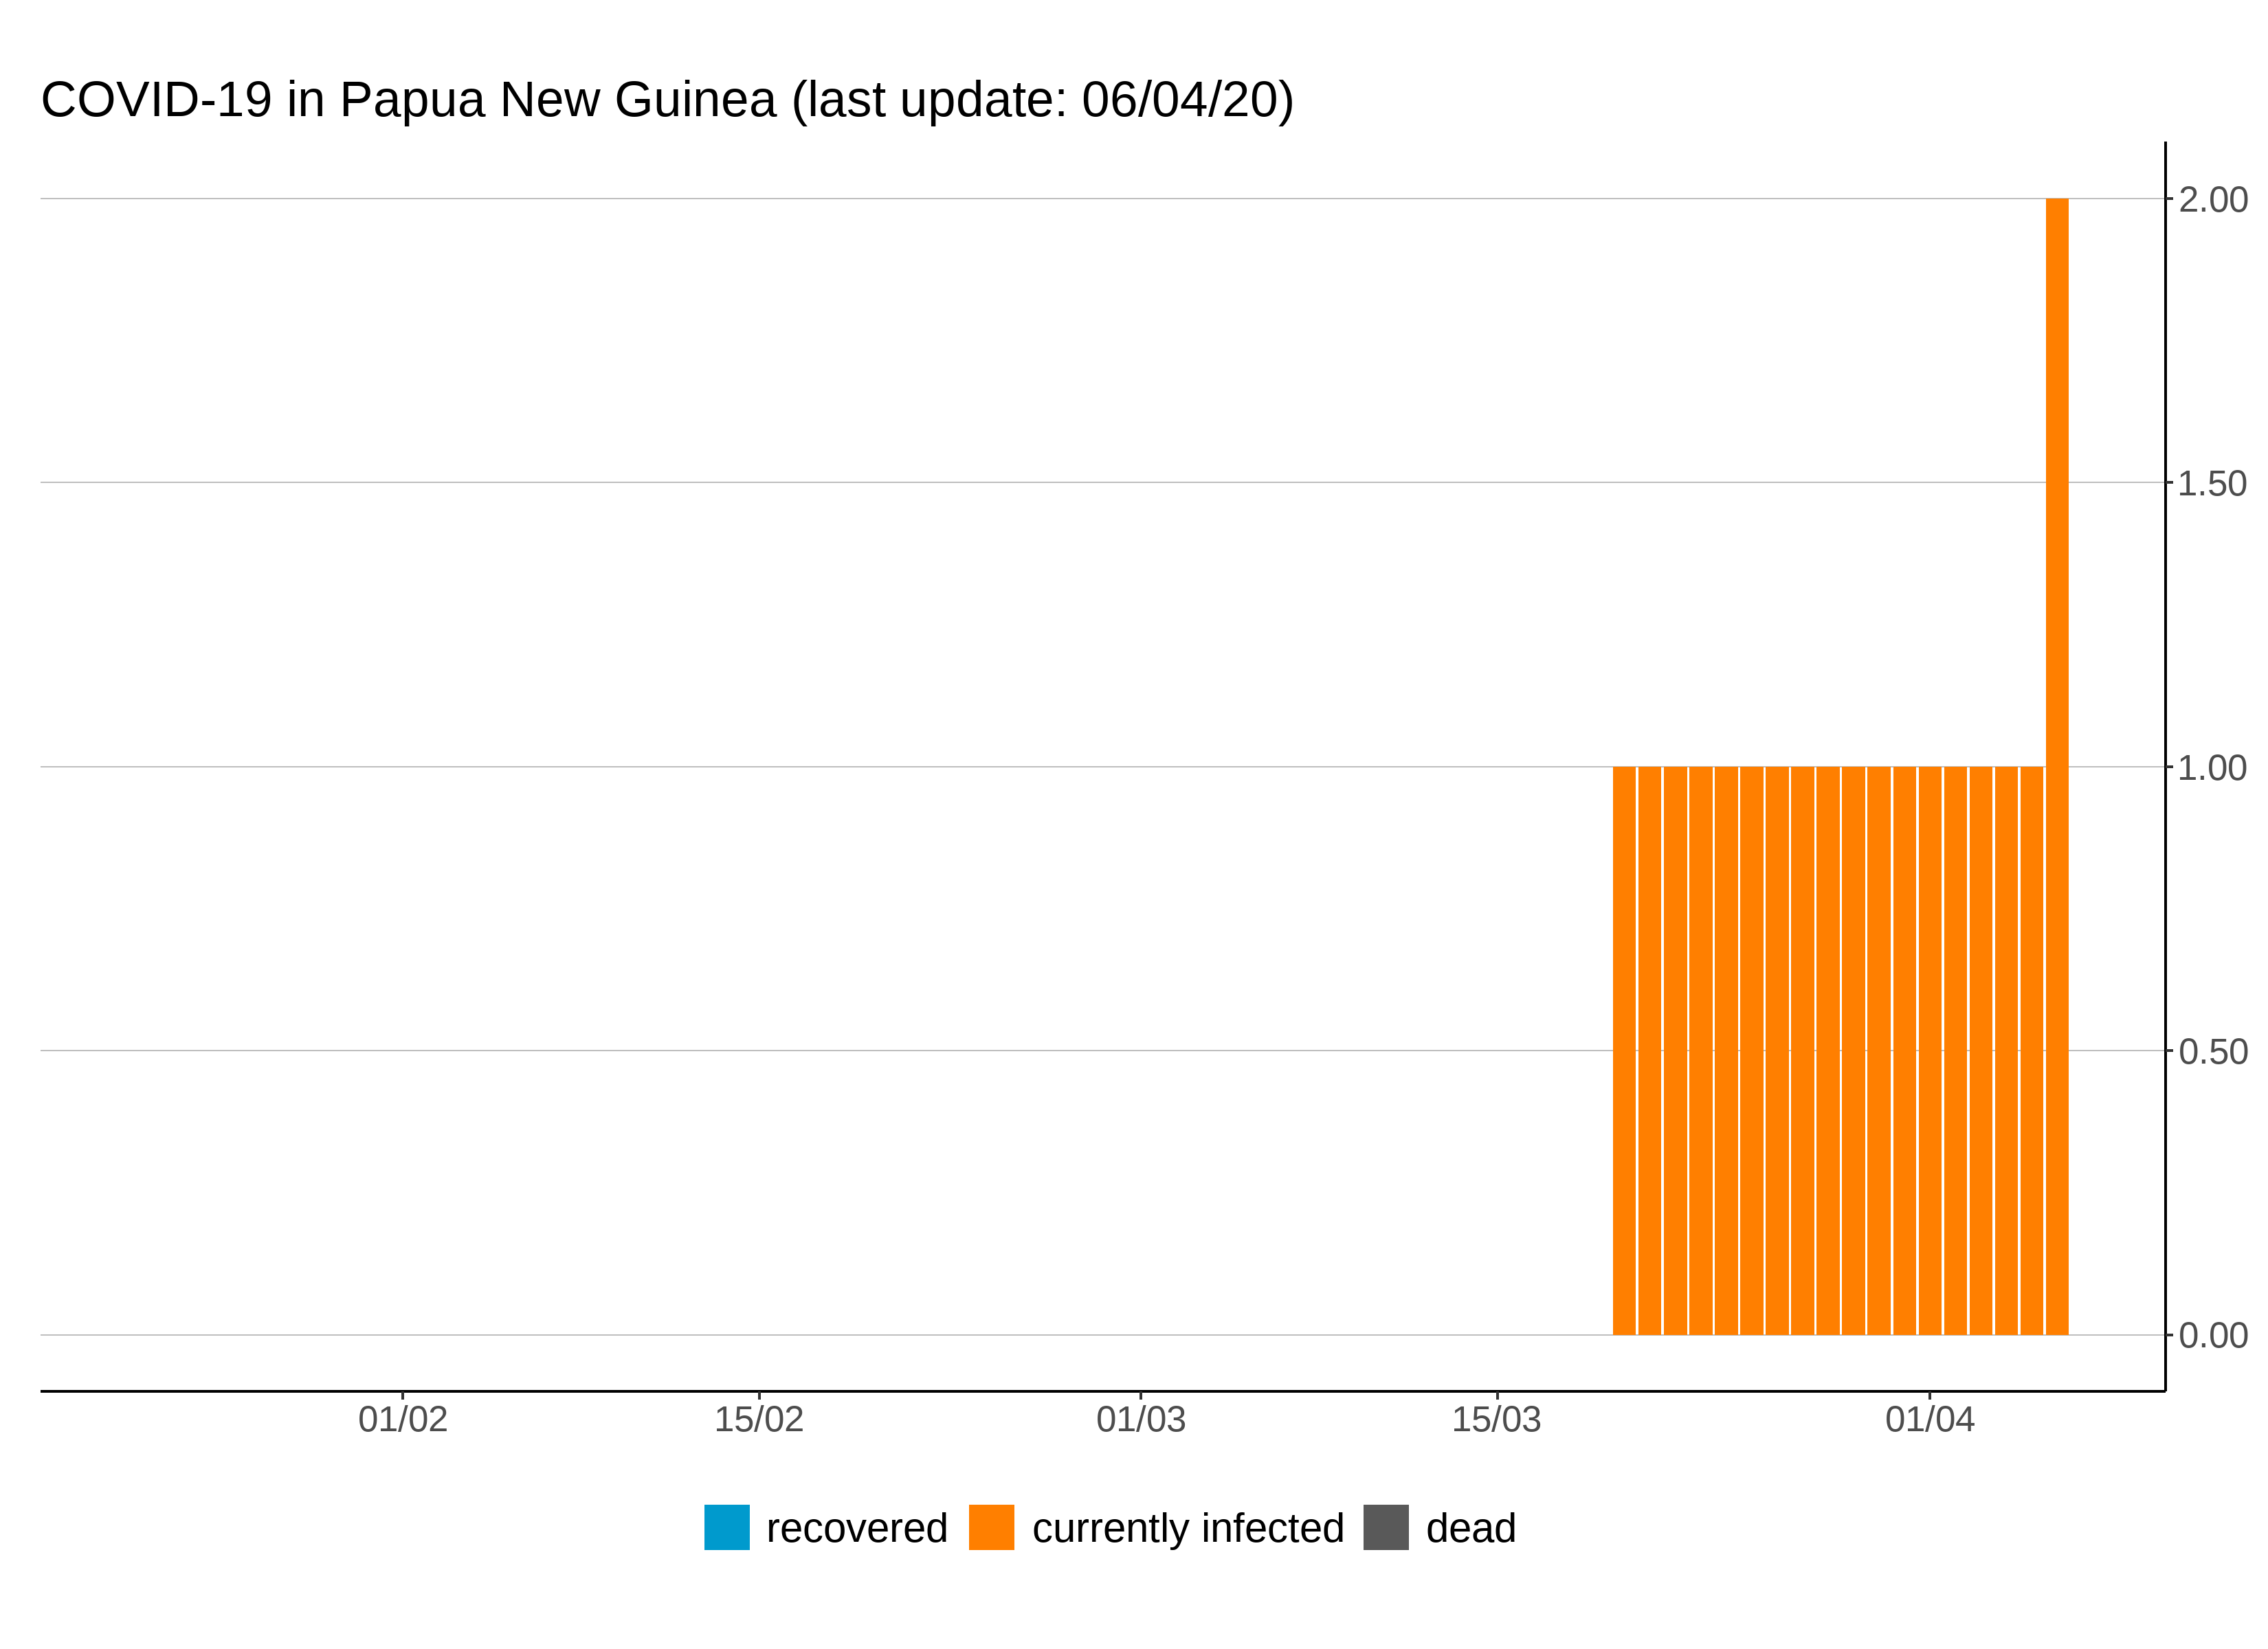 COVID-19 in Papua New Guinea (last update: 06/04/20)
2.00
1.50
1.00
0.50
0.00
01/02 15/02 01/03 15/03 01/04
recovered currently infected dead